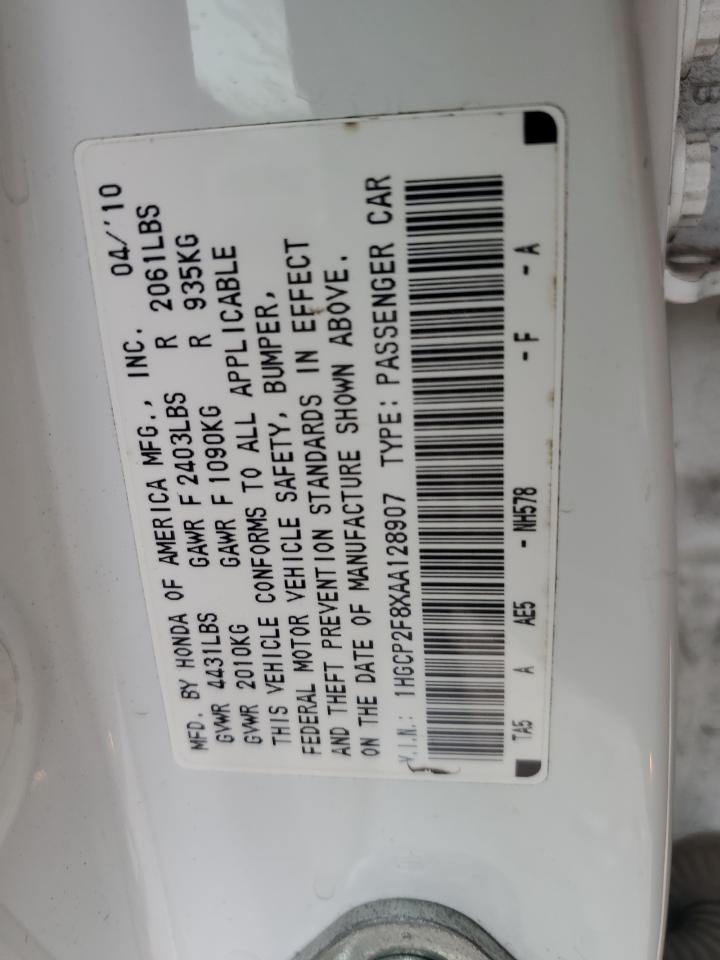 MFD. BY HONDA OF AMERICA MFG., INC. 04/'10
GVWR 4431LBS GAWR F 2403LBS R 2061LBS
GVWR 2010KG GAWR F 1090KG R 935KG
THIS VEHICLE CONFORMS TO ALL APPLICABLE
FEDERAL MOTOR VEHICLE SAFETY, BUMPER,
AND THEFT PREVENTION STANDARDS IN EFFECT
ON THE DATE OF MANUFACTURE SHOWN ABOVE.
V.I.N.: 1HGCP2F8XAA128907 TYPE: PASSENGER CAR
TA5 A AE5 - NH578 - F - A